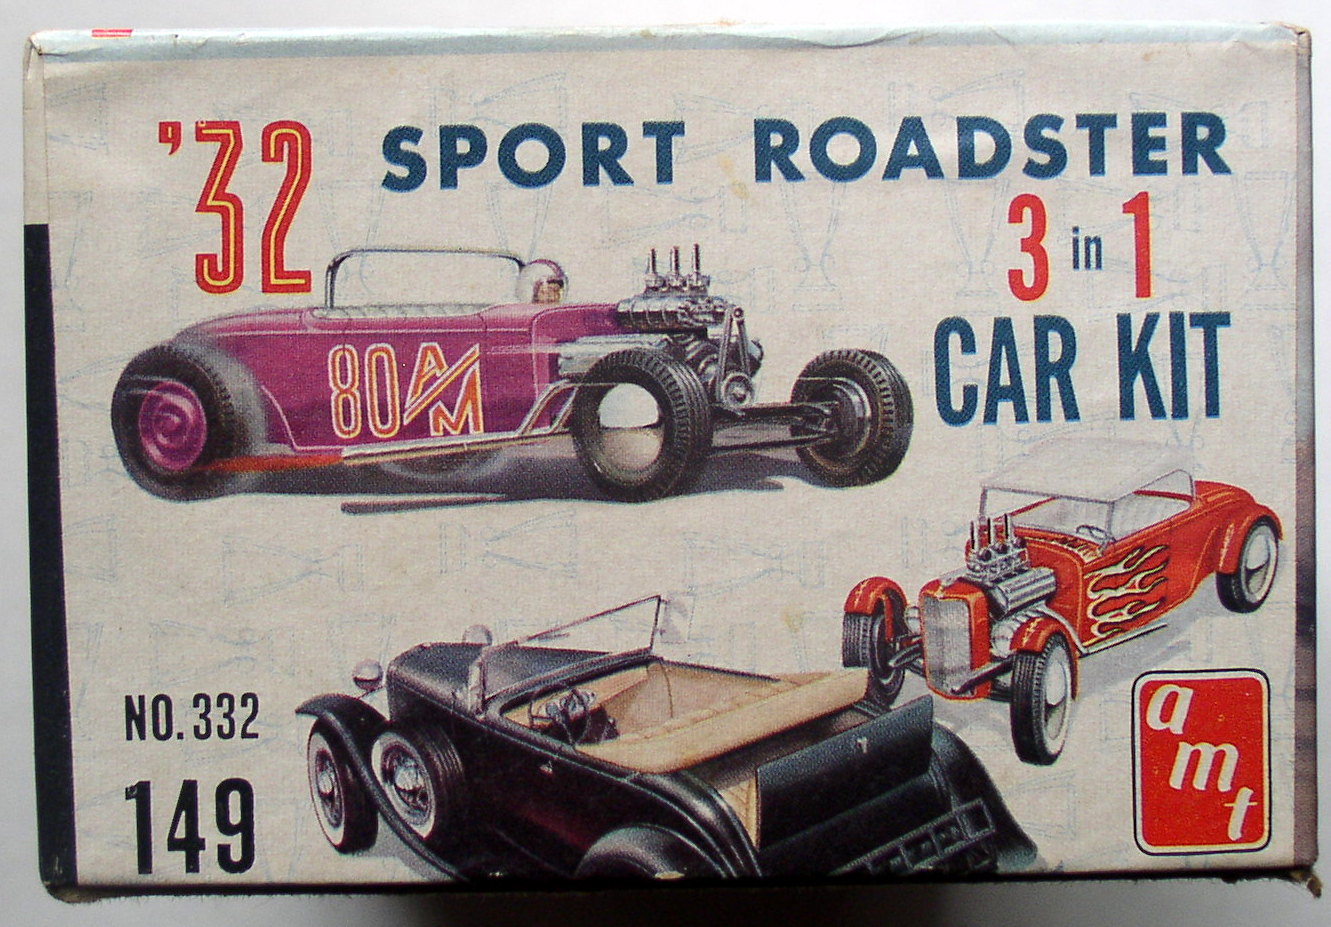 '32 SPORT ROADSTER
3 in 1
CAR KIT
80 A/M
NO. 332
149
amt